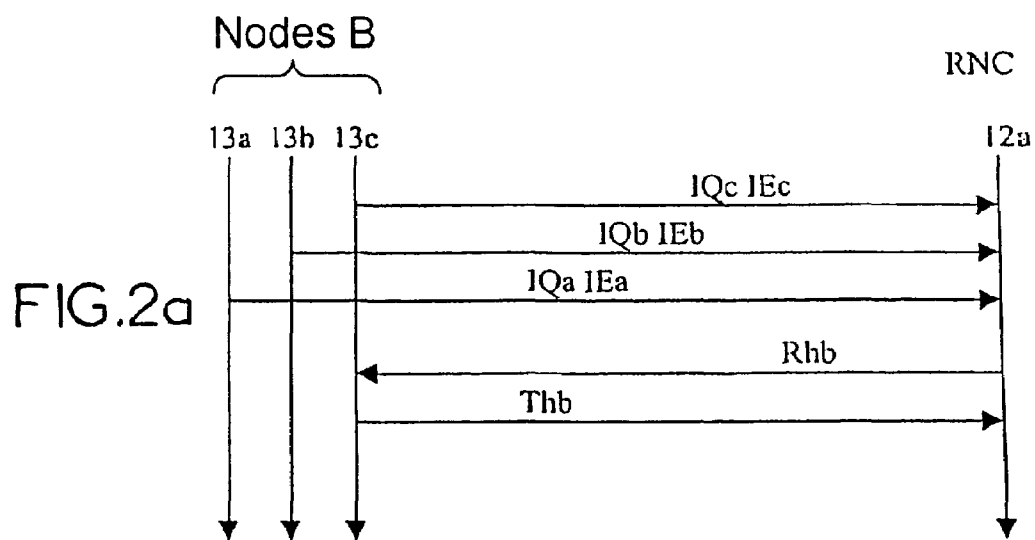 Nodes B
RNC
13a 13b 13c 12a
IQc IEc
IQb IEb
IQa IEa
FIG.2a
Rhb
Thb